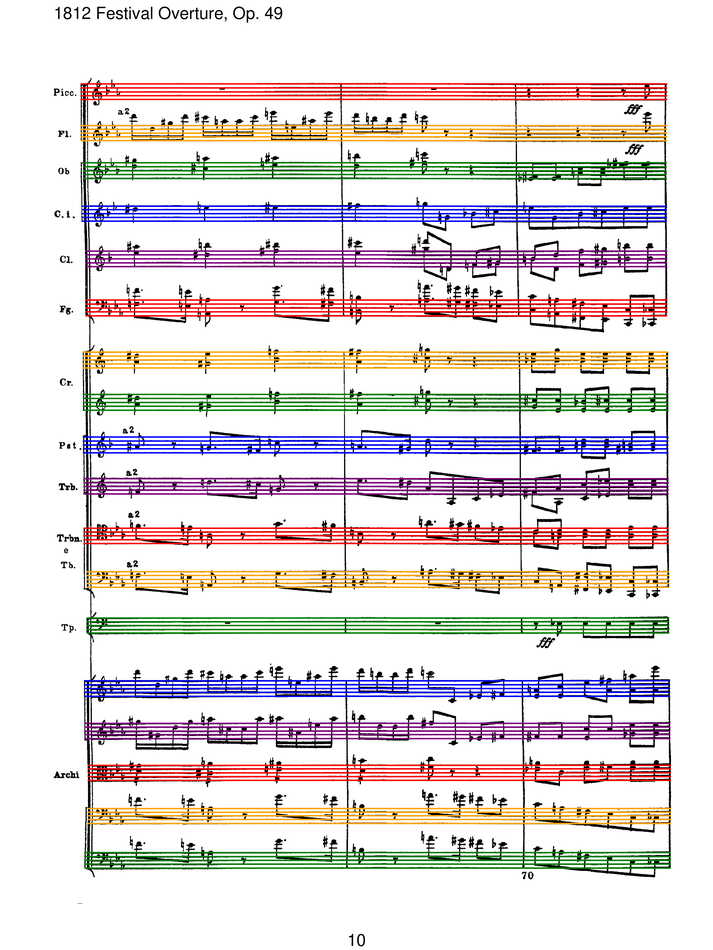 1812 Festival Overture, Op. 49
Picc.
a2
Fl.
fff
fff
Ob
C.i.
Cl.
Fg.
Cr.
a2
Pst.
a2
Trb.
a2
Trbn.
e
Tb.
a2
Tp.
fff
Archi
70
10